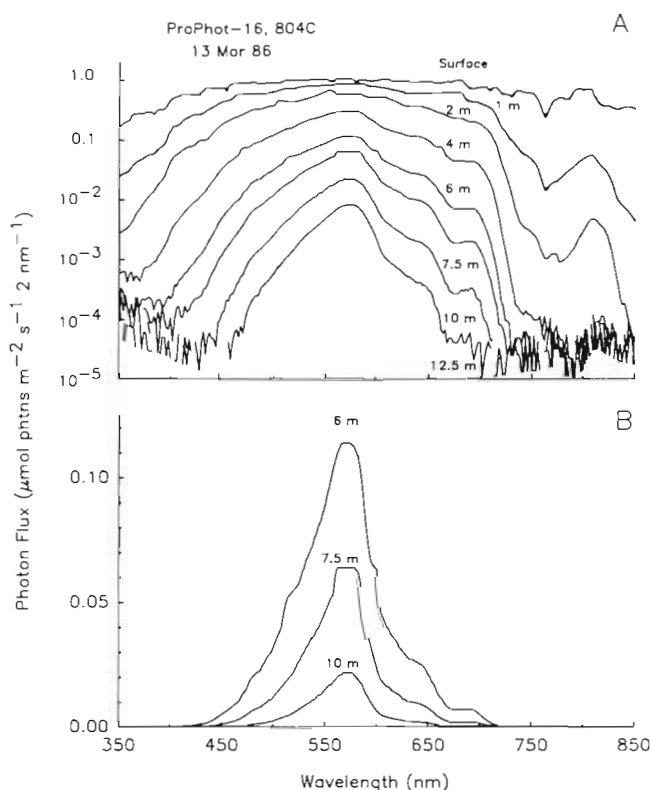 ProPhot-16, 804C
13 Mar 86
A
Surface
1.0
1 m
2 m
0.1
4 m
10-2
6 m
10-3
7.5 m
10-4
10 m
10-5
12.5 m
Photon Flux (μmol phtns m-2 s-1 2 nm-1)
B
6 m
0.10
7.5 m
0.05
10 m
0.00
350 450 550 650 750 850
Wavelength (nm)